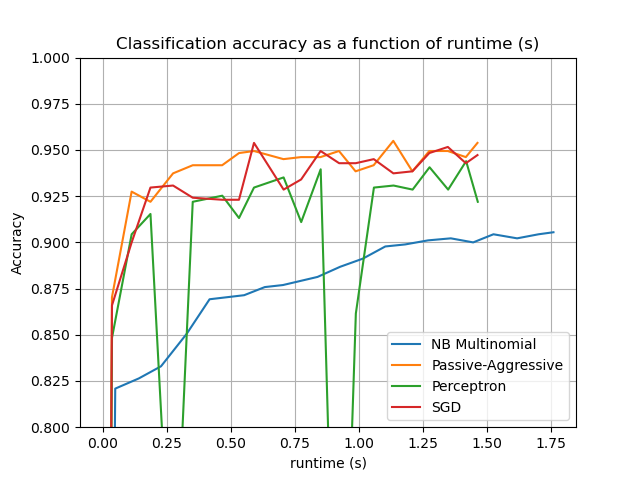 Classification accuracy as a function of runtime (s)
1.000
0.975
0.950
0.925
0.900
0.875
0.850
0.825
0.800
Accuracy
0.00 0.25 0.50 0.75 1.00 1.25 1.50 1.75
runtime (s)
NB Multinomial
Passive-Aggressive
Perceptron
SGD